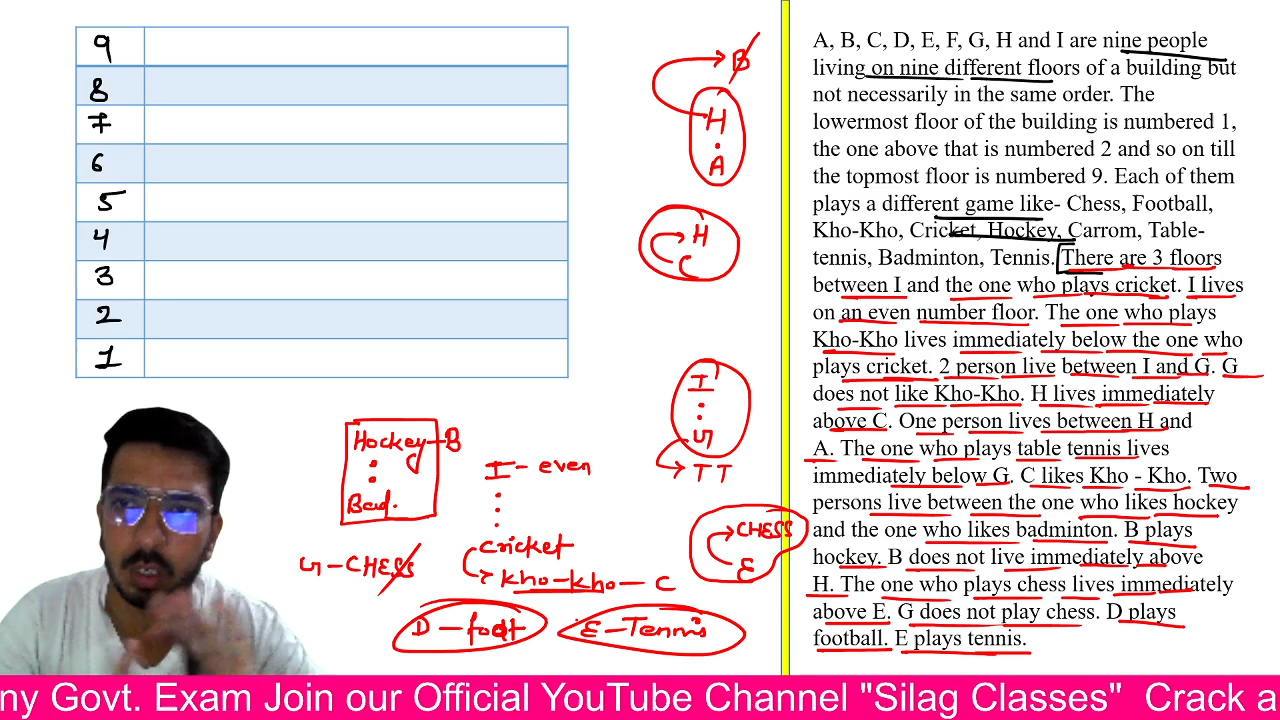 9
8
7
6
5
4
3
2
1
B
H
A
H
C
I
G
TT
Hockey-B
Bad.
I - even
cricket
Kho-Kho - C
G - CHESS
CHESS
E
D - foot
E - Tennis
A, B, C, D, E, F, G, H and I are nine people
living on nine different floors of a building but
not necessarily in the same order. The
lowermost floor of the building is numbered 1,
the one above that is numbered 2 and so on till
the topmost floor is numbered 9. Each of them
plays a different game like- Chess, Football,
Kho-Kho, Cricket, Hockey, Carrom, Table-
tennis, Badminton, Tennis. There are 3 floors
between I and the one who plays cricket. I lives
on an even number floor. The one who plays
Kho-Kho lives immediately below the one who
plays cricket. 2 person live between I and G. G
does not like Kho-Kho. H lives immediately
above C. One person lives between H and
A. The one who plays table tennis lives
immediately below G. C likes Kho - Kho. Two
persons live between the one who likes hockey
and the one who likes badminton. B plays
hockey. B does not live immediately above
H. The one who plays chess lives immediately
above E. G does not play chess. D plays
football. E plays tennis.
ny Govt. Exam Join our Official YouTube Channel "Silag Classes" Crack a